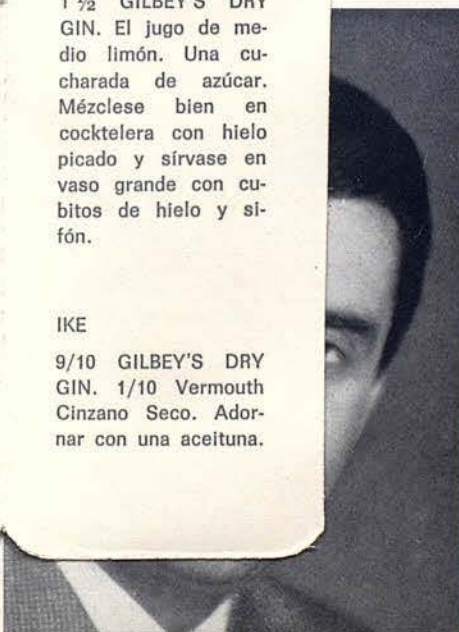 1 ½ GILBEY'S DRY
GIN. El jugo de me-
dio limón. Una cu-
charada de azúcar.
Mézclese bien en
cocktelera con hielo
picado y sírvase en
vaso grande con cu-
bitos de hielo y si-
fón.
IKE
9/10 GILBEY'S DRY
GIN. 1/10 Vermouth
Cinzano Seco. Ador-
nar con una aceituna.